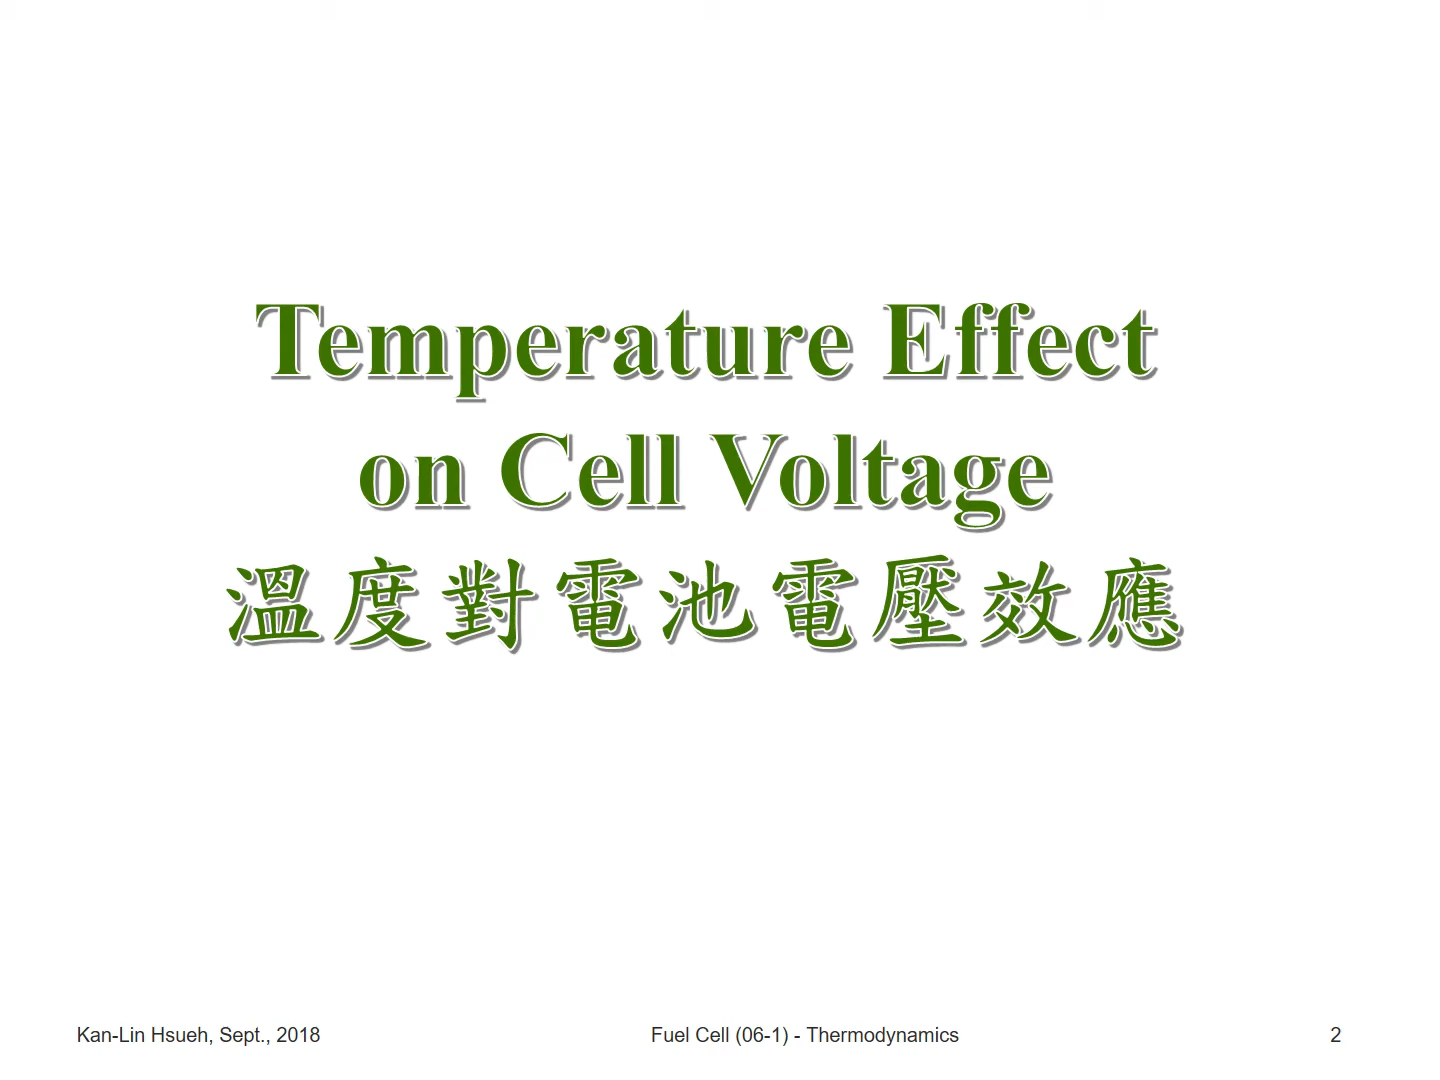 Temperature Effect
on Cell Voltage
溫度對電池電壓效應
Kan-Lin Hsueh, Sept., 2018
Fuel Cell (06-1) - Thermodynamics
2